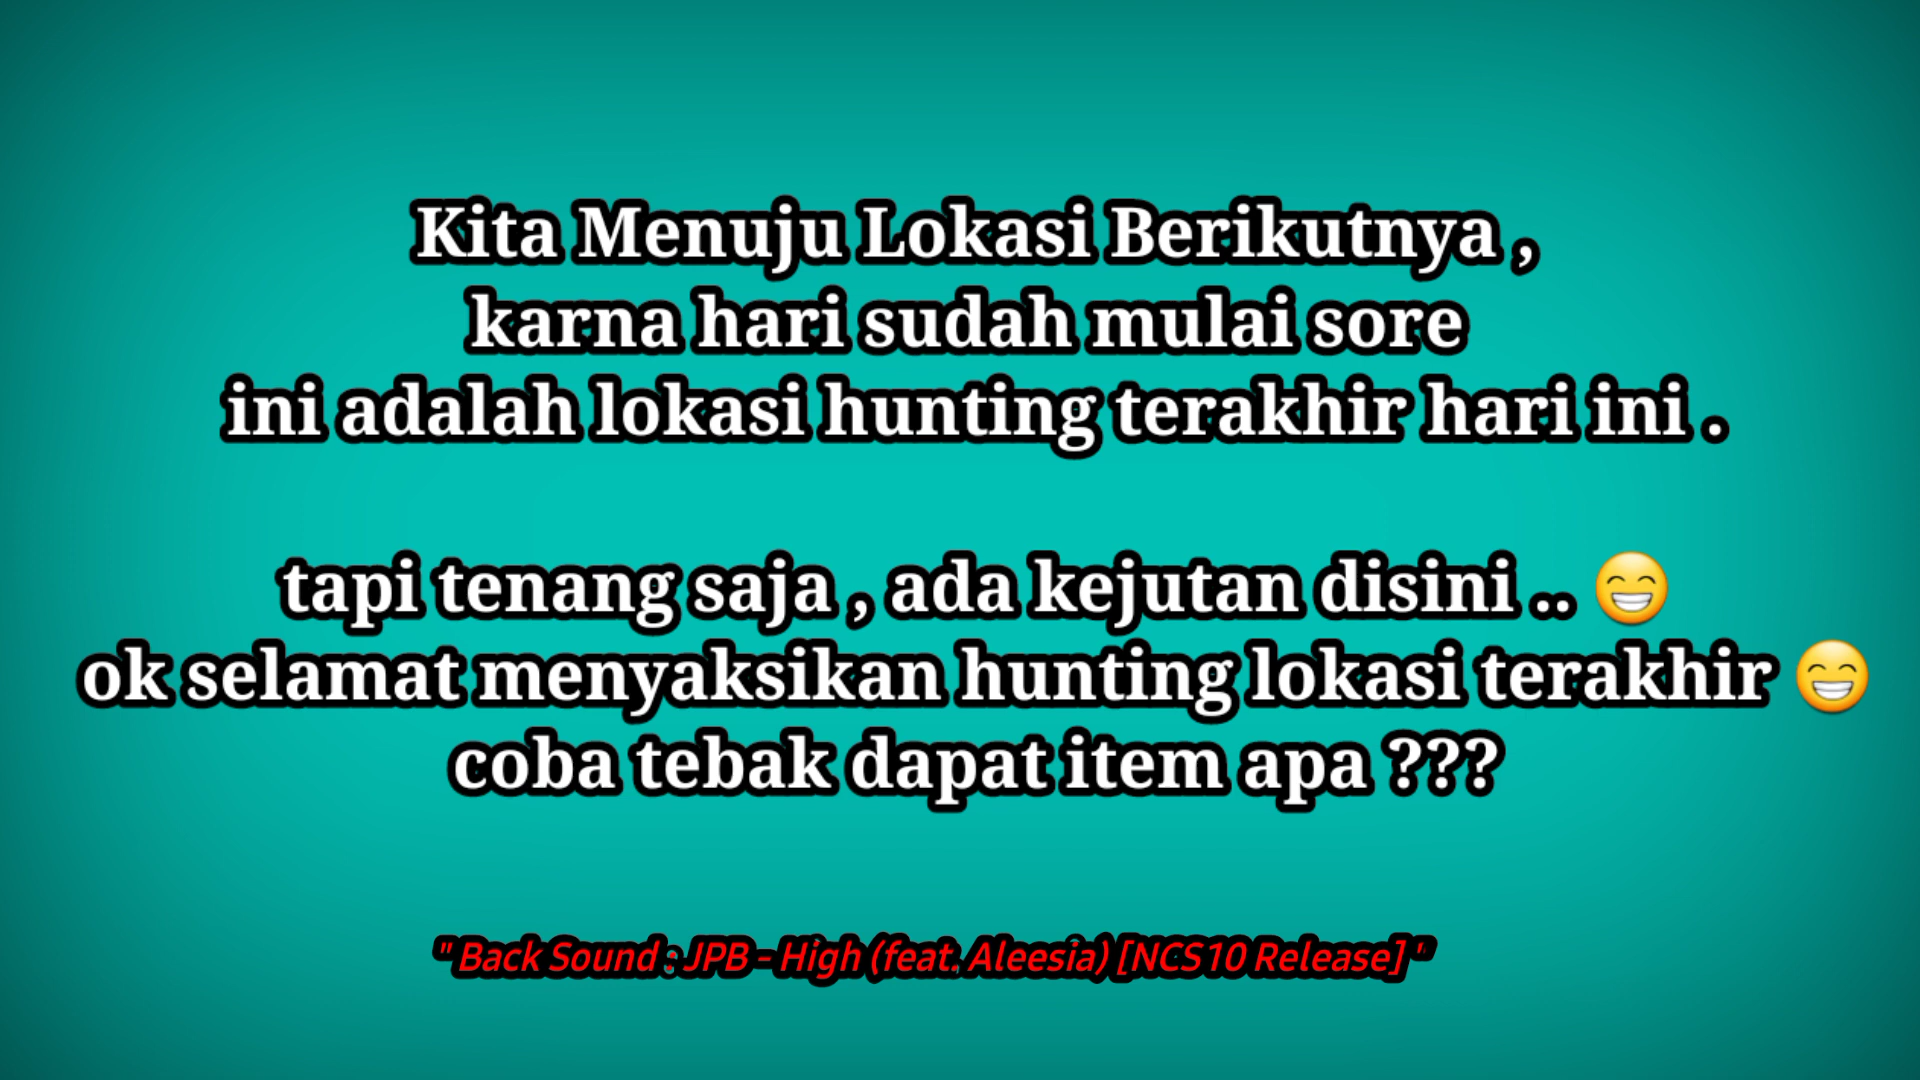 Kita Menuju Lokasi Berikutnya ,
karna hari sudah mulai sore
ini adalah lokasi hunting terakhir hari ini .
tapi tenang saja , ada kejutan disini .. 😁
ok selamat menyaksikan hunting lokasi terakhir 😁
coba tebak dapat item apa ???
" Back Sound : JPB - High (feat. Aleesia) [NCS10 Release] "